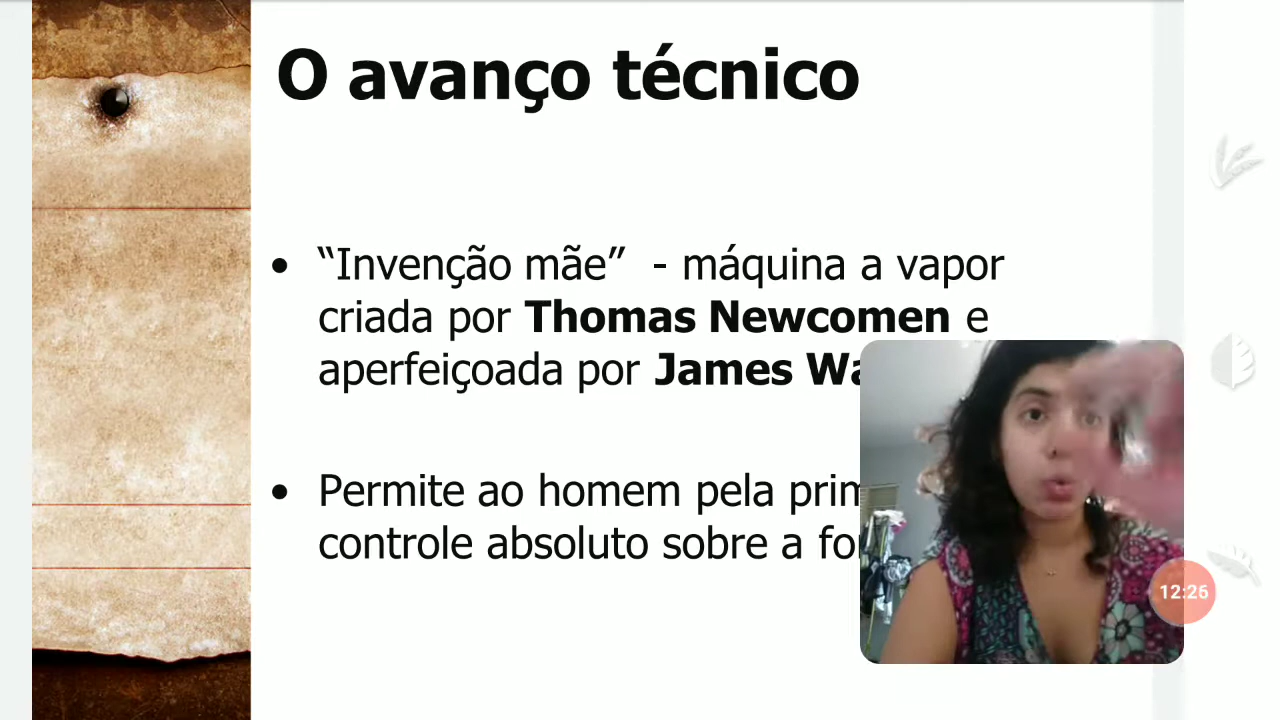 O avanço técnico
• “Invenção mãe” - máquina a vapor
criada por Thomas Newcomen e
aperfeiçoada por James
• Permite ao homem pela
controle absoluto sobre a
12:26